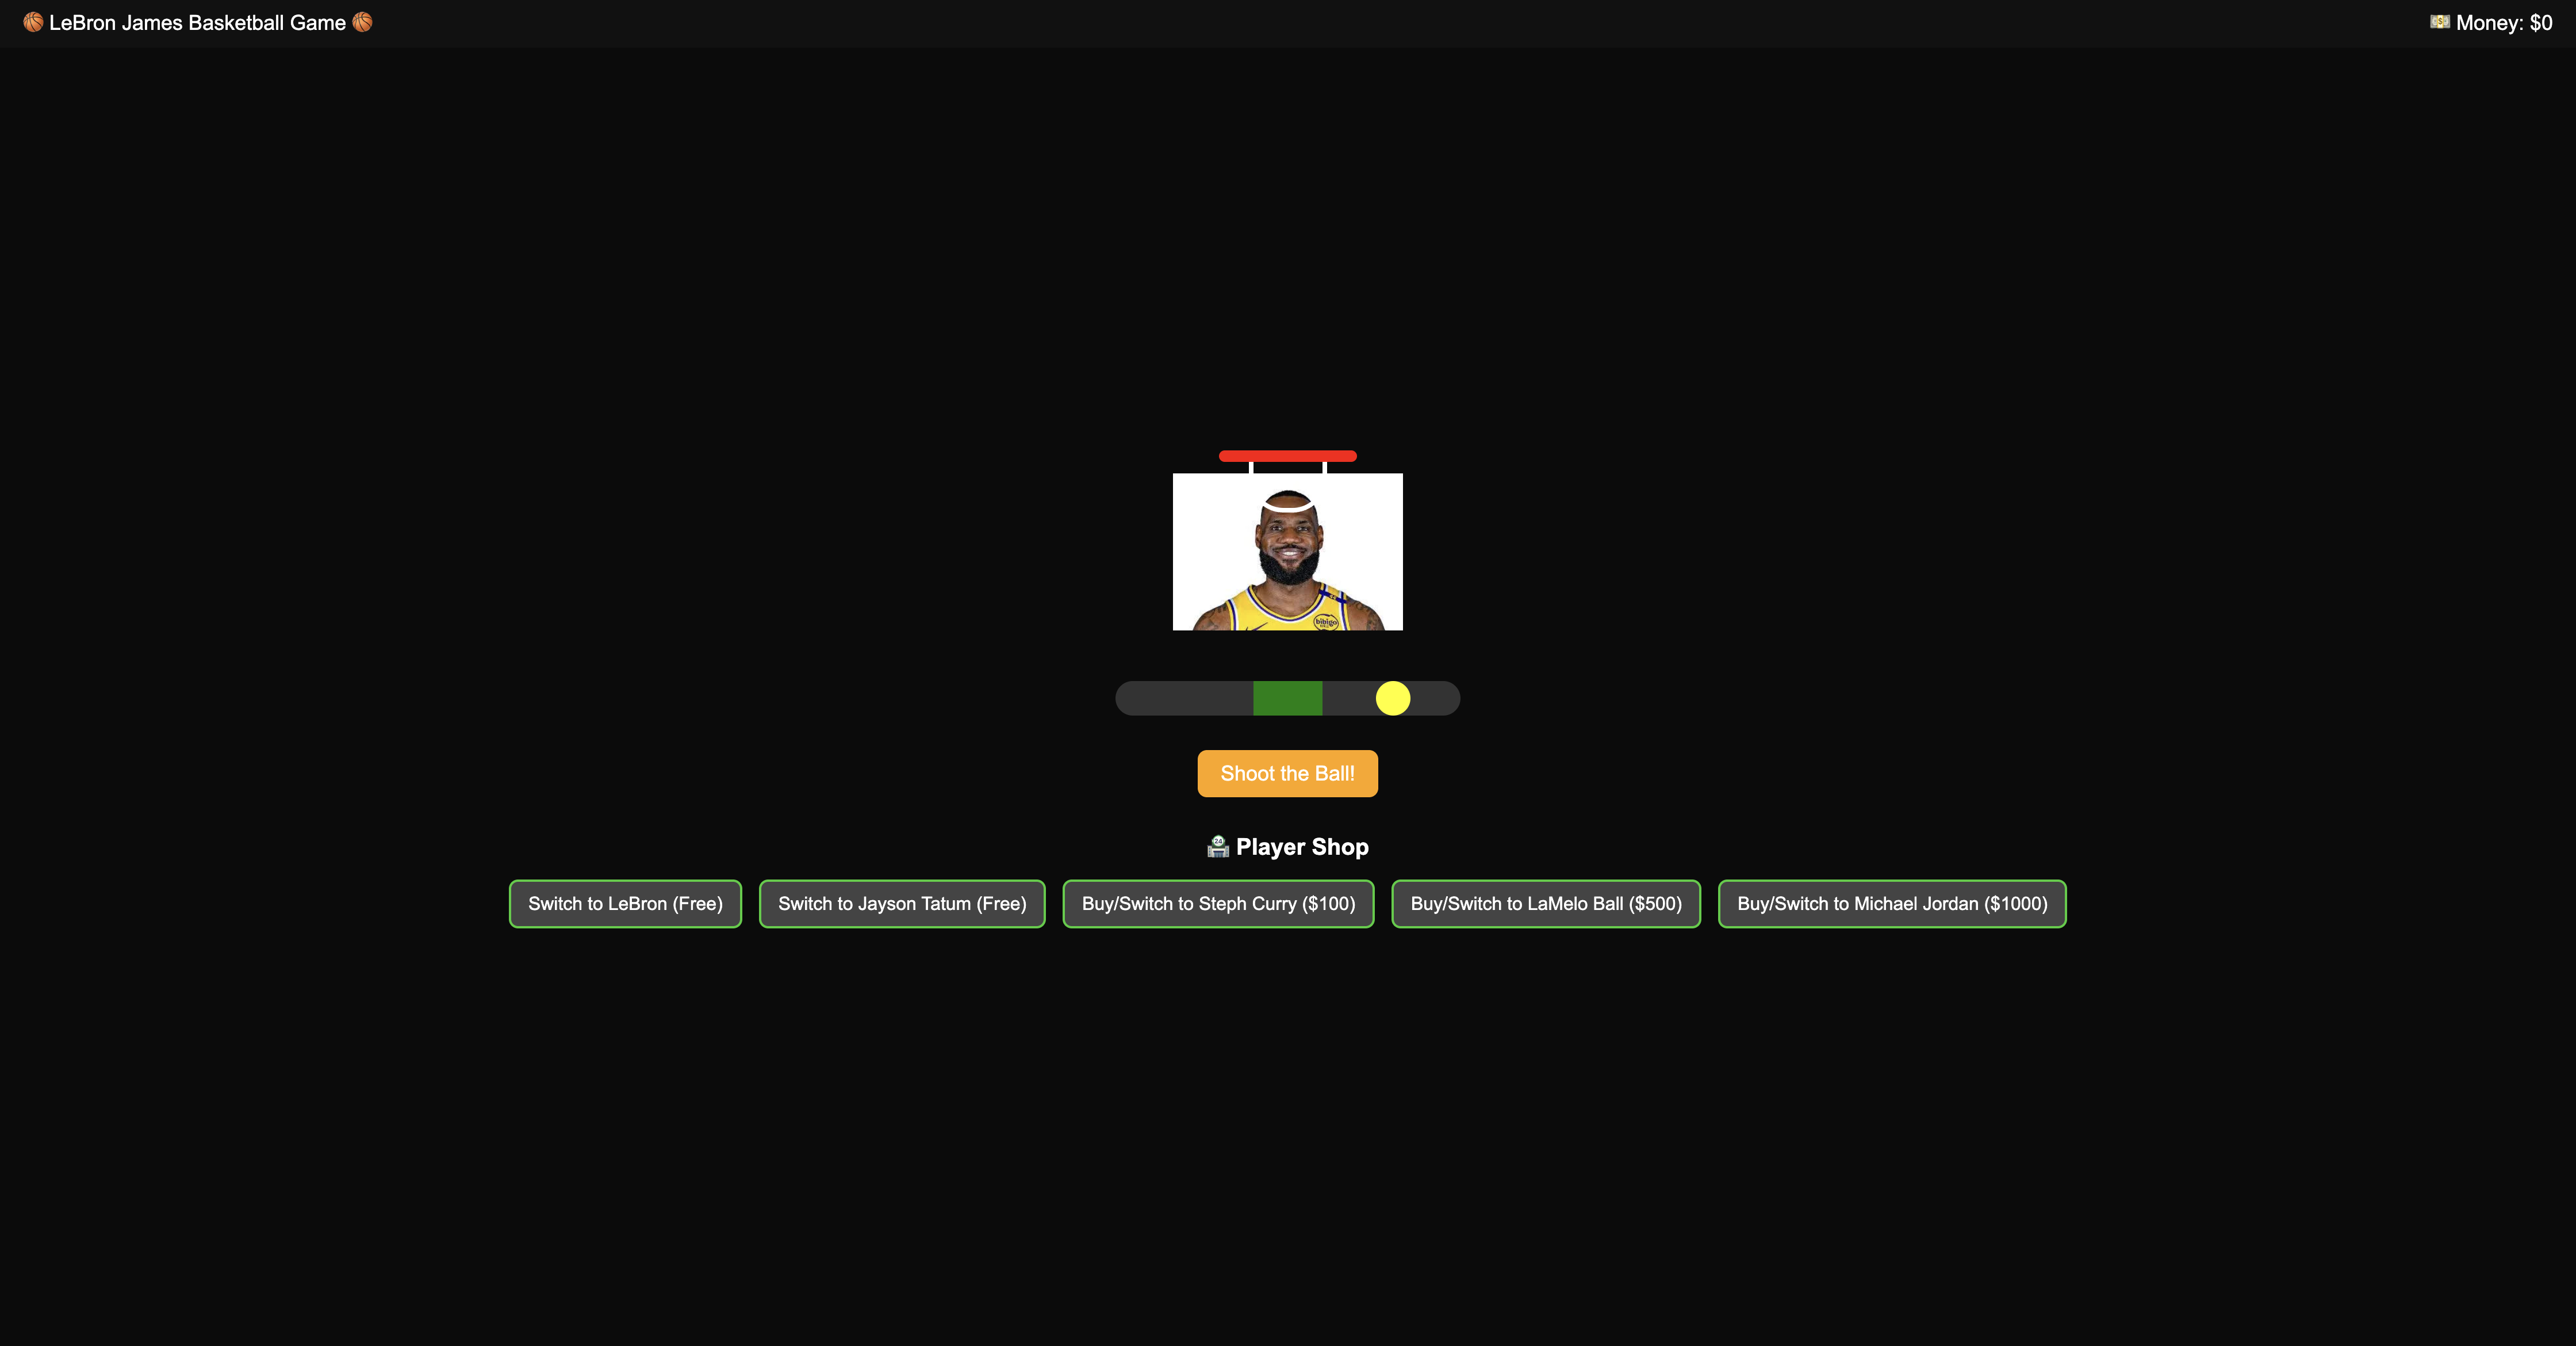 🏀 LeBron James Basketball Game 🏀
💵 Money: $0
bibigo
Shoot the Ball!
🏧 Player Shop
Switch to LeBron (Free)
Switch to Jayson Tatum (Free)
Buy/Switch to Steph Curry ($100)
Buy/Switch to LaMelo Ball ($500)
Buy/Switch to Michael Jordan ($1000)